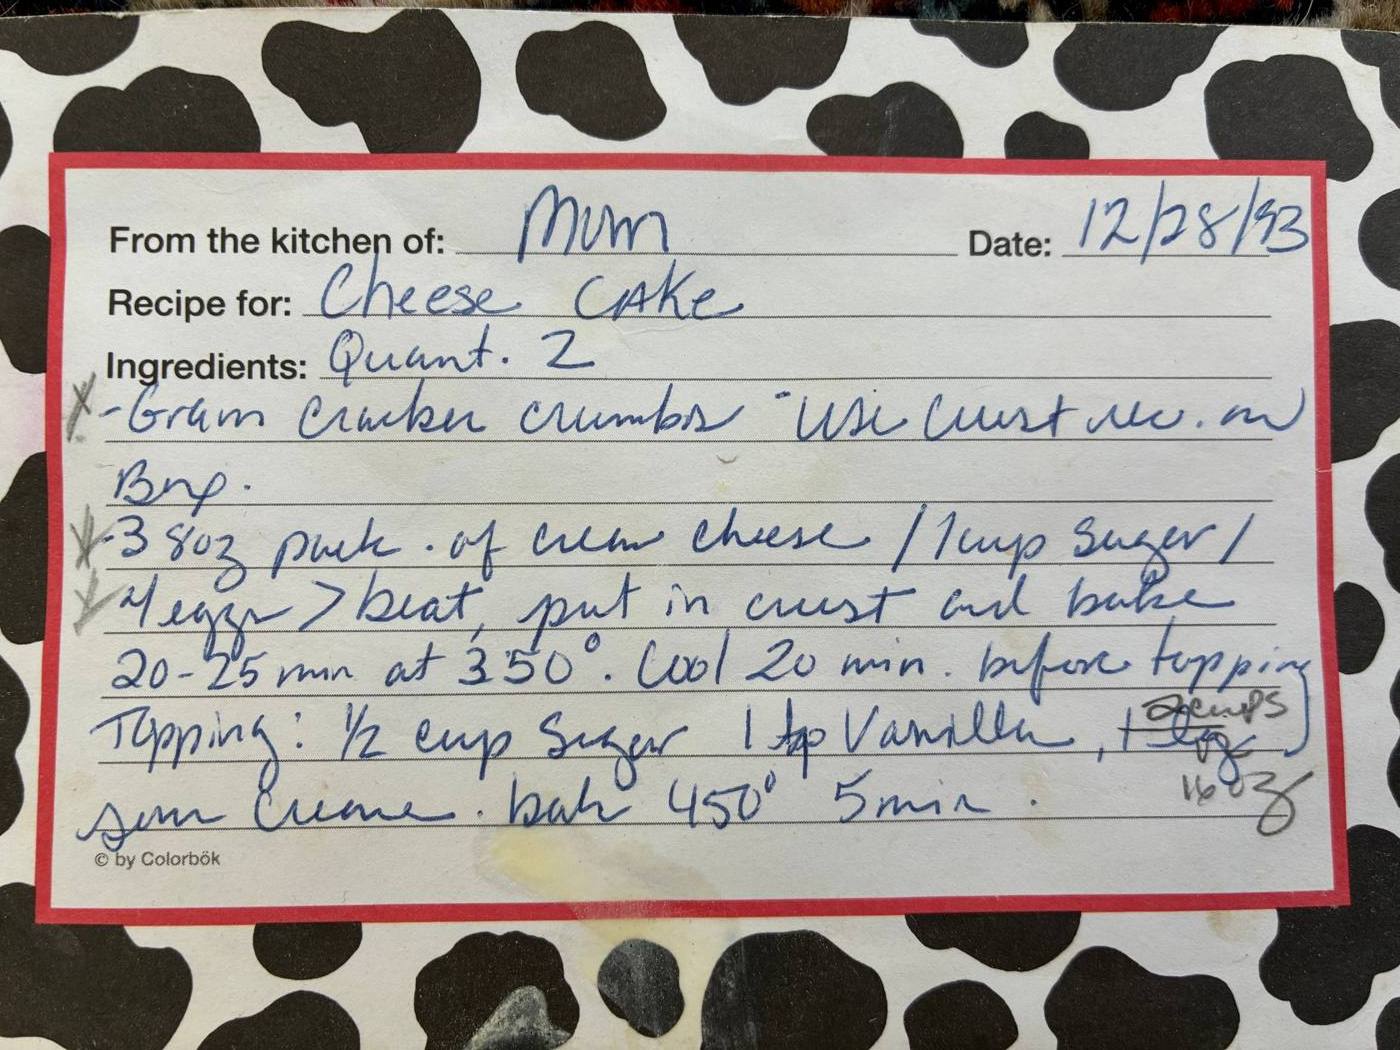 From the kitchen of: Mom Date: 12/28/93
Recipe for: Cheese CAKe
Ingredients: Quant. 2
- Gram cracker crumbs "Use Crust rec. on
Box.
-3 8oz pack. of cream cheese / 1 cup Sugar /
4 eggs > beat, put in crust and bake
20-25 min at 350°. Cool 20 min. before topping
2 cups
Topping: 1/2 cup Sugar 1 tsp Vanilla, 1
16 oz
sour Creme. bake 450° 5 min.
© by Colorbök